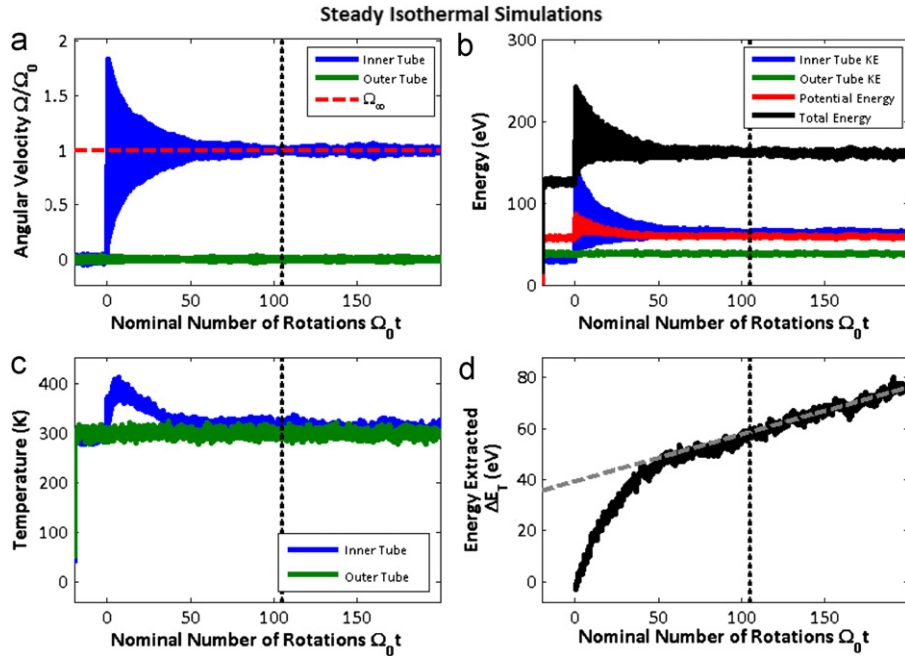 Steady Isothermal Simulations
a
Angular Velocity Ω/Ω₀
2
1.5
1
0.5
0
Inner Tube
Outer Tube
Ω∞
0
50
100
150
Nominal Number of Rotations Ω₀t
b
Energy (eV)
300
200
100
0
Inner Tube KE
Outer Tube KE
Potential Energy
Total Energy
0
50
100
150
Nominal Number of Rotations Ω₀t
c
Temperature (K)
400
300
200
100
0
Inner Tube
Outer Tube
0
50
100
150
Nominal Number of Rotations Ω₀t
d
Energy Extracted
ΔE_T (eV)
80
60
40
20
0
0
50
100
150
Nominal Number of Rotations Ω₀t